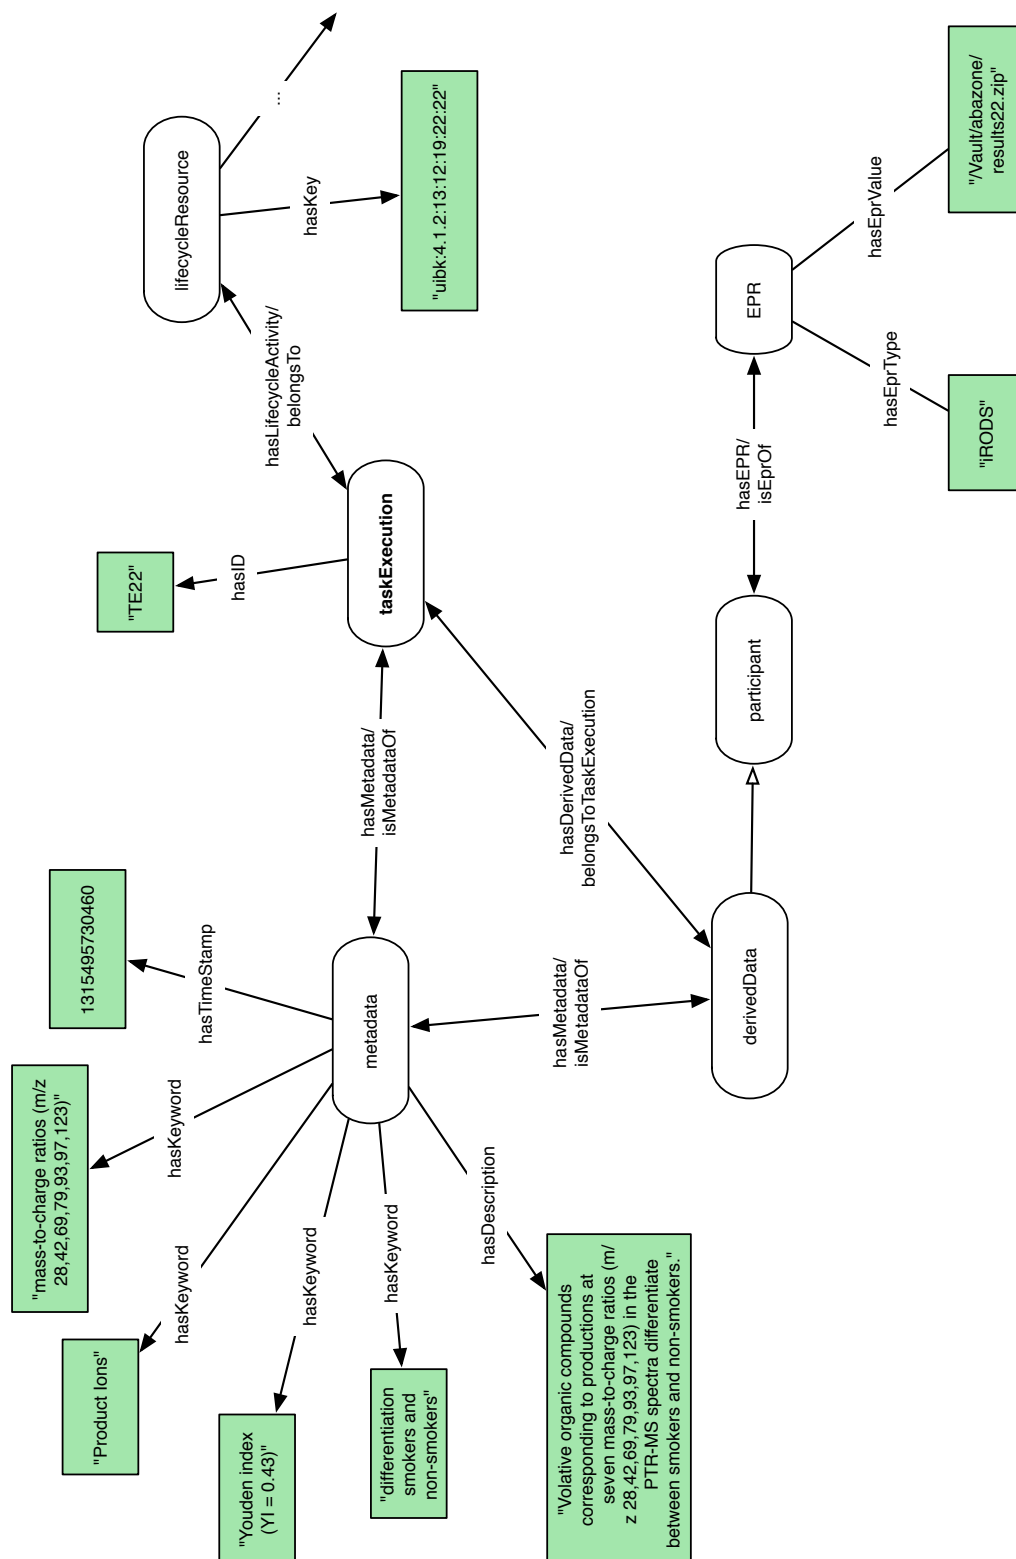 "mass-to-charge ratios (m/z
28,42,69,79,93,97,123)"
"Product Ions"
1315495730460
"TE22"
hasKeyword
hasKeyword
hasTimeStamp
hasID
lifecycleResource
...
"Youden index
(YI = 0.43)"
hasKeyword
hasLifecycleActivity/
belongsTo
hasKey
"differentiation
smokers and
non-smokers"
hasKeyword
metadata
hasMetadata/
isMetadataOf
taskExecution
"uibk:4.1.2:13:12:19:22:22"
hasDescription
"Volative organic compounds
corresponding to productions at
seven mass-to-charge ratios (m/
z 28,42,69,79,93,97,123) in the
PTR-MS spectra differentiate
between smokers and non-smokers."
hasMetadata/
isMetadataOf
hasDerivedData/
belongsToTaskExecution
derivedData
participant
hasEPR/
isEprOf
EPR
hasEprType
hasEprValue
"iRODS"
"/Vault/abazone/
results22.zip"